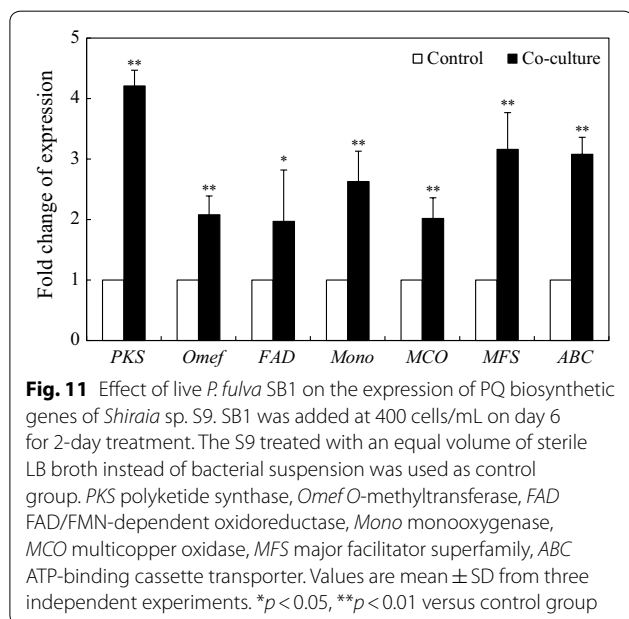 5
4
3
2
1
0
Fold change of expression
Control Co-culture
** ** * ** ** ** **
PKS Omef FAD Mono MCO MFS ABC
Fig. 11 Effect of live P. fulva SB1 on the expression of PQ biosynthetic
genes of Shiraia sp. S9. SB1 was added at 400 cells/mL on day 6
for 2-day treatment. The S9 treated with an equal volume of sterile
LB broth instead of bacterial suspension was used as control
group. PKS polyketide synthase, Omef O-methyltransferase, FAD
FAD/FMN-dependent oxidoreductase, Mono monooxygenase,
MCO multicopper oxidase, MFS major facilitator superfamily, ABC
ATP-binding cassette transporter. Values are mean ± SD from three
independent experiments. *p < 0.05, **p < 0.01 versus control group